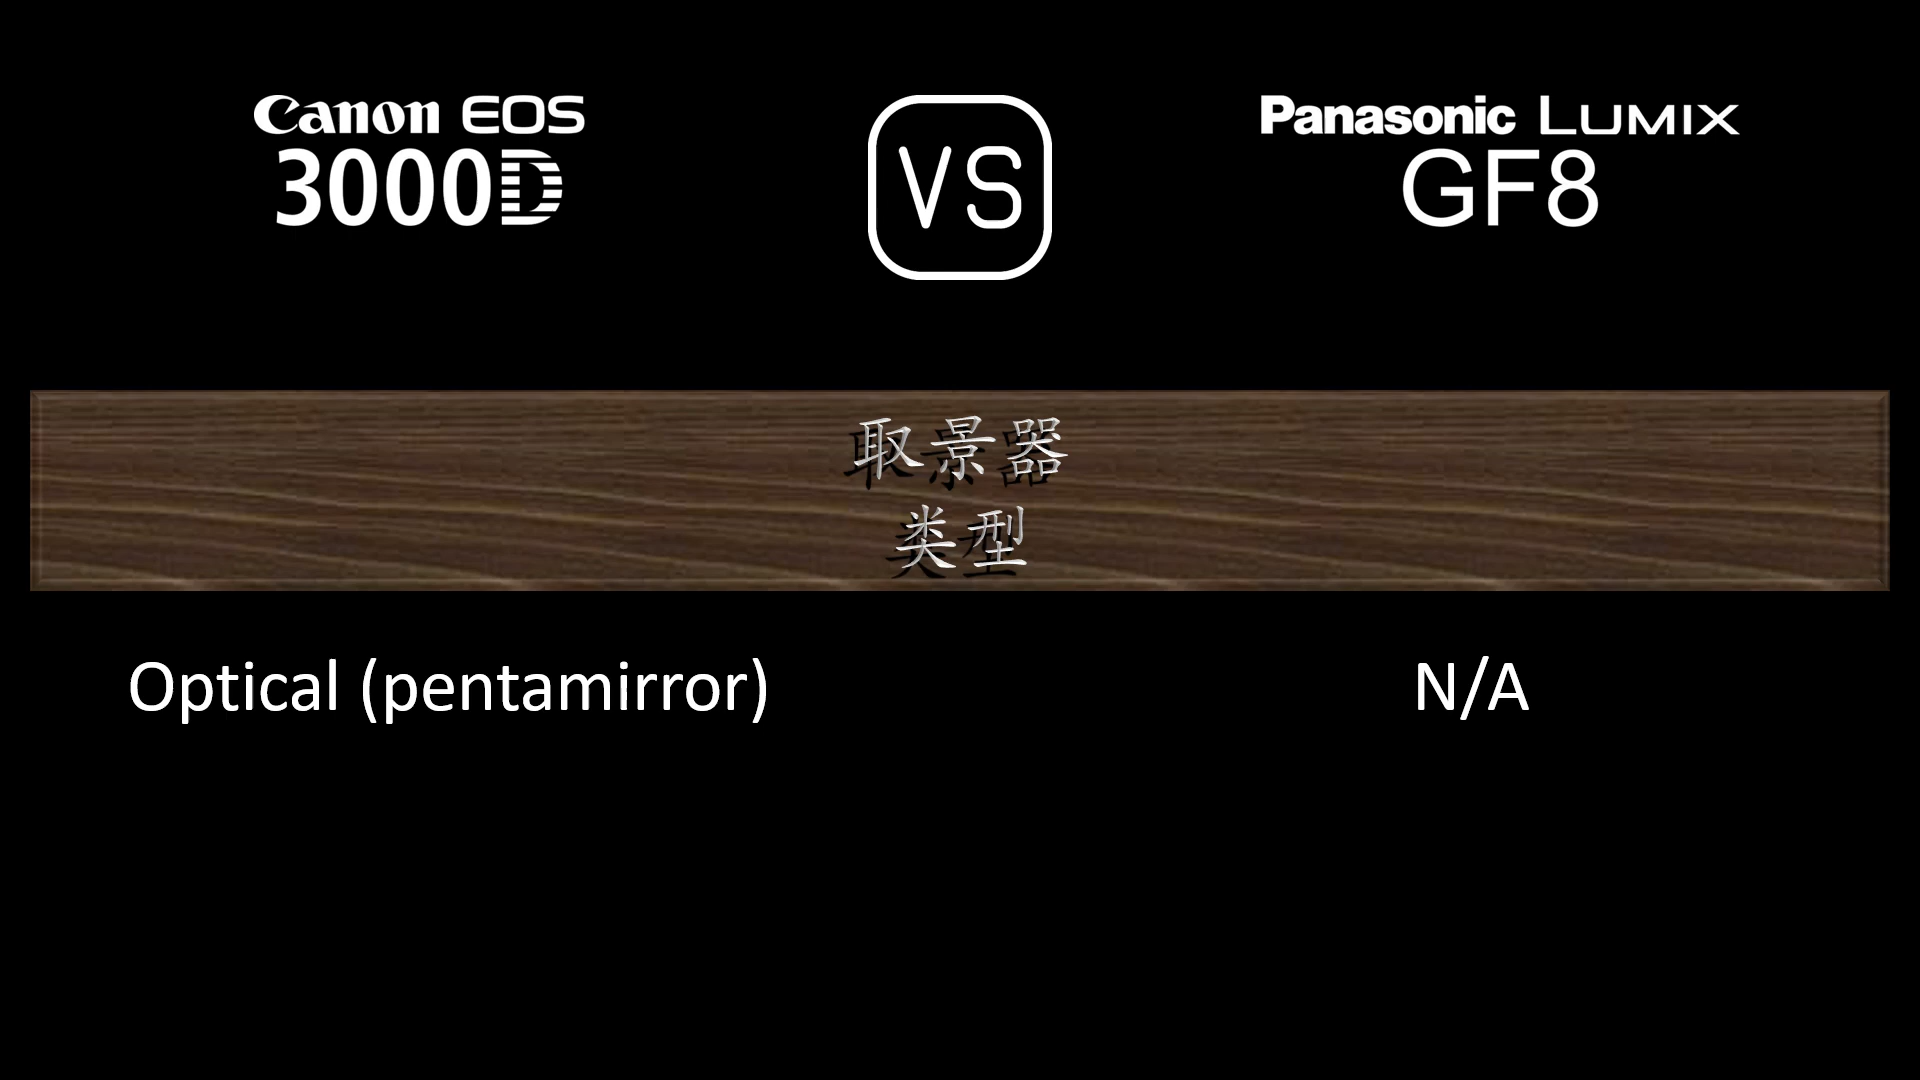 Canon EOS
3000D
VS
Panasonic LUMIX
GF8
取景器
类型
Optical (pentamirror)
N/A